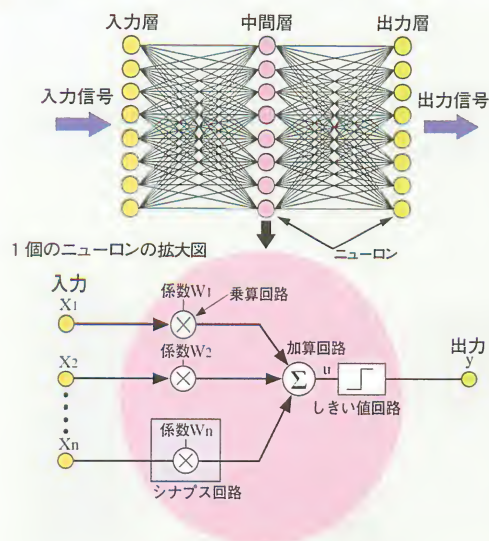 入力層 中間層 出力層
入力信号 出力信号
ニューロン
1個のニューロンの拡大図
入力
X1 係数W1 乗算回路
加算回路
X2 係数W2 Σ u 出力
y
しきい値回路
Xn 係数Wn
シナプス回路